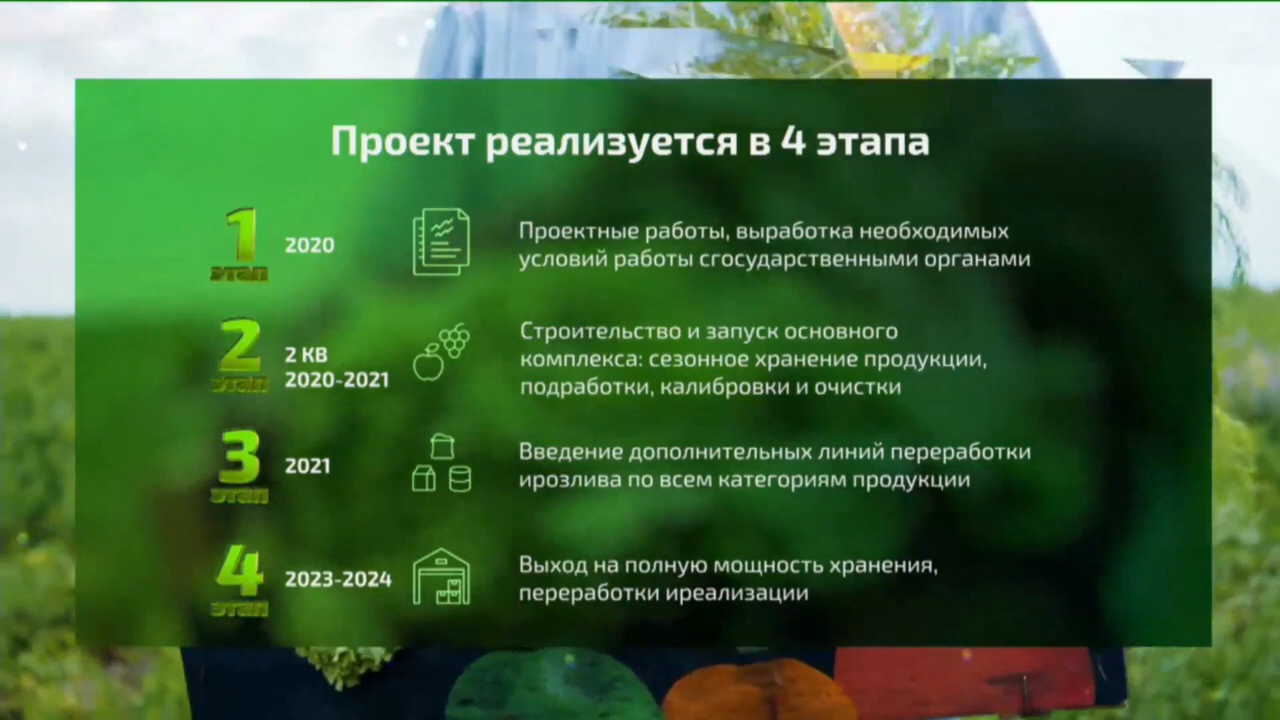 Проект реализуется в 4 этапа
1
этап
2020
Проектные работы, выработка необходимых
условий работы сгосударственными органами
2
этап
2 КВ
2020-2021
Строительство и запуск основного
комплекса: сезонное хранение продукции,
подработки, калибровки и очистки
3
этап
2021
Введение дополнительных линий переработки
ирозлива по всем категориям продукции
4
этап
2023-2024
Выход на полную мощность хранения,
переработки иреализации